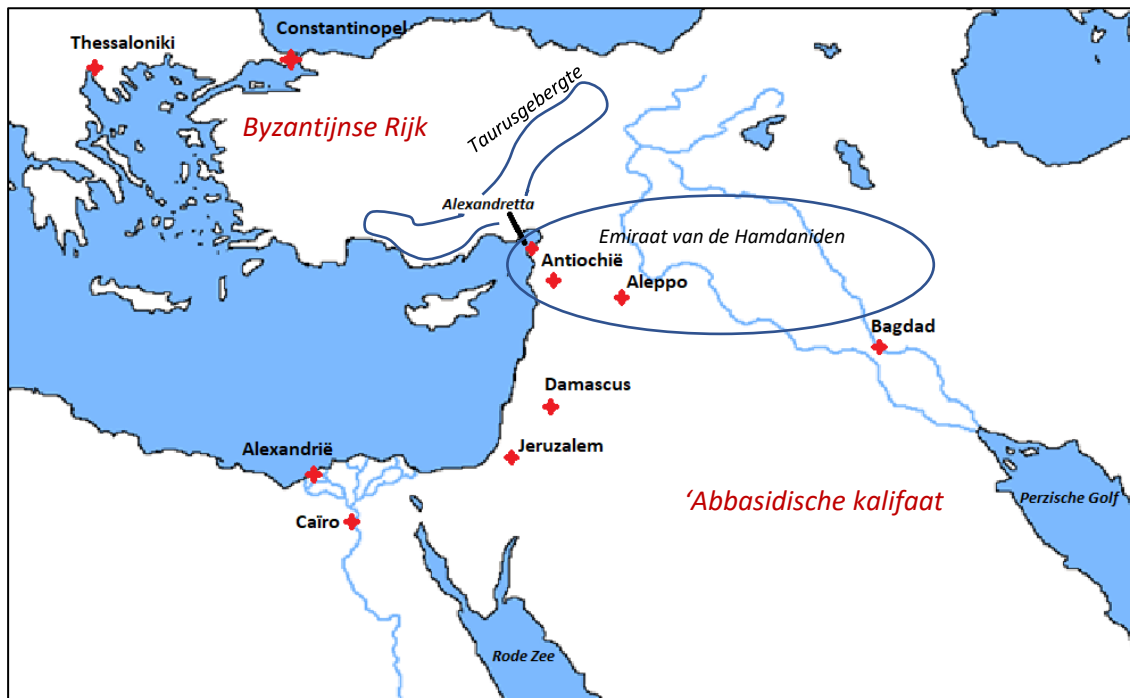 Constantinopel
Thessaloniki
Taurusgebergte
Byzantijnse Rijk
Alexandretta
Emiraat van de Hamdaniden
Antiochië
Aleppo
Bagdad
Damascus
Alexandrië
Jeruzalem
‘Abbasidische kalifaat
Perzische Golf
Caïro
Rode Zee